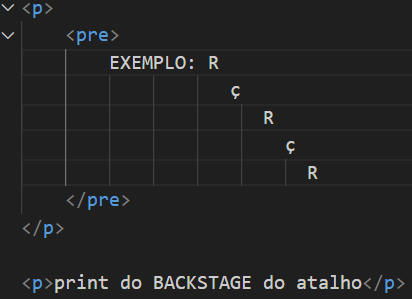 <p>
<pre>
EXEMPLO: R
ç
R
ç
R
</pre>
</p>
<p>print do BACKSTAGE do atalho</p>